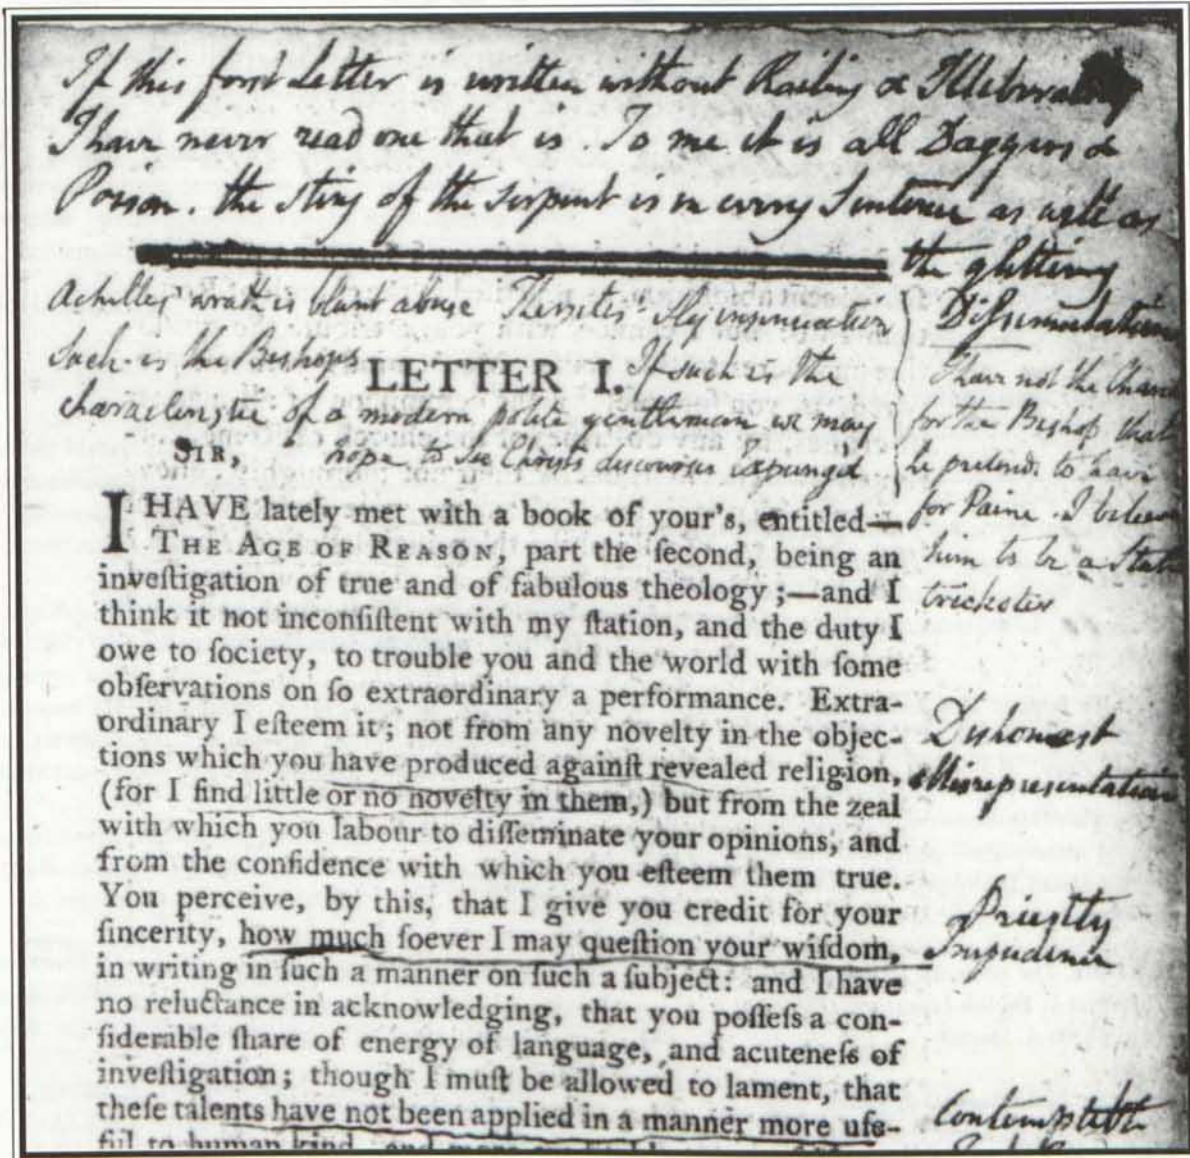 If this first Letter is written without Railing & Illiberality
I have never read one that is. To me it is all Daggers &
Poison. the sting of the serpent is in every Sentence as well as
the glittering
Dissimulation
Achilles' wrath is blunt abuse Thersites' sly insinuation
Such is the Bishops
If such is the
characteristic of a modern polite gentleman we may
hope to see Christs discourses Expung'd
I have not the Charity
for the Bishop that
he pretends to have
for Paine. I believe
him to be a State
trickster
LETTER I.
SIR,
I HAVE lately met with a book of your's, entitled—
THE AGE OF REASON, part the ſecond, being an
inveſtigation of true and of fabulous theology;—and I
think it not inconſiſtent with my ſtation, and the duty I
owe to ſociety, to trouble you and the world with ſome
obſervations on ſo extraordinary a performance. Extra-
ordinary I eſteem it; not from any novelty in the objec-
tions which you have produced againſt revealed religion,
(for I find little or no novelty in them,) but from the zeal
with which you labour to diſſeminate your opinions, and
from the confidence with which you eſteem them true.
You perceive, by this, that I give you credit for your
ſincerity, how much ſoever I may queſtion your wiſdom,
in writing in ſuch a manner on ſuch a ſubject: and I have
no reluctance in acknowledging, that you poſſeſs a con-
ſiderable ſhare of energy of language, and acuteneſs of
inveſtigation; though I muſt be allowed to lament, that
theſe talents have not been applied in a manner more uſe-
ful to human kind, and more
Dishonest
Misrepresentation
Priestly
Impudence
Contemptible